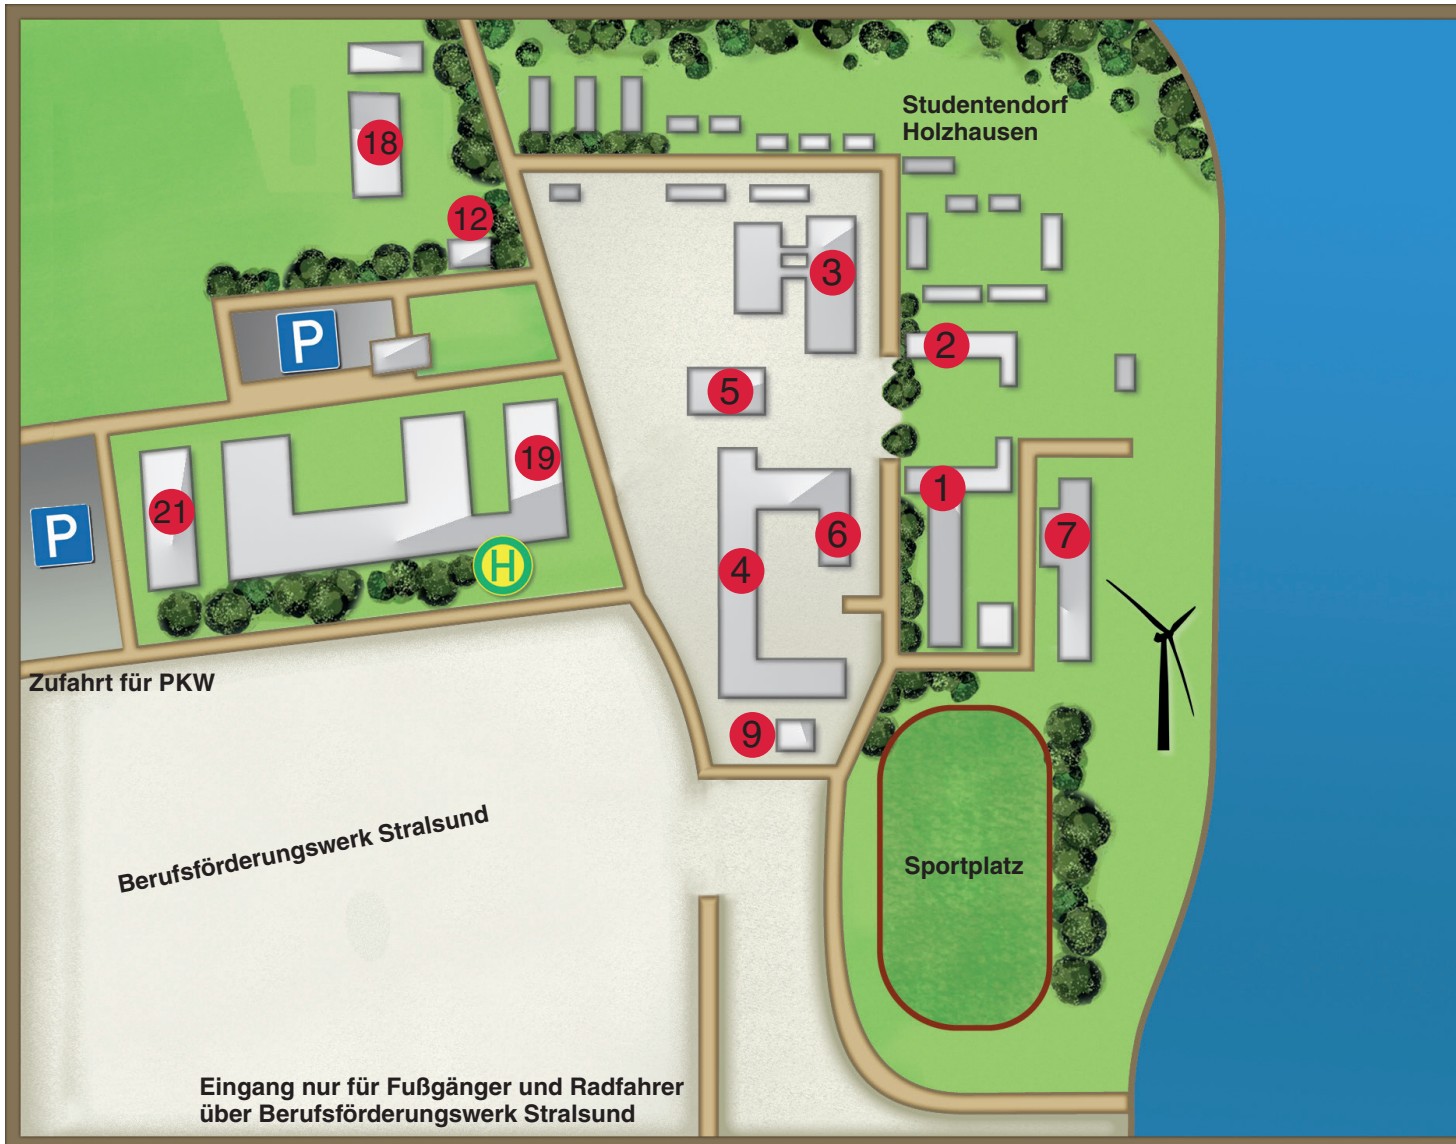 Studentendorf
Holzhausen
18
12
3
P
2
5
19
21
1
P
6
7
H
4
Zufahrt für PKW
9
Berufsförderungswerk Stralsund
Sportplatz
Eingang nur für Fußgänger und Radfahrer
über Berufsförderungswerk Stralsund